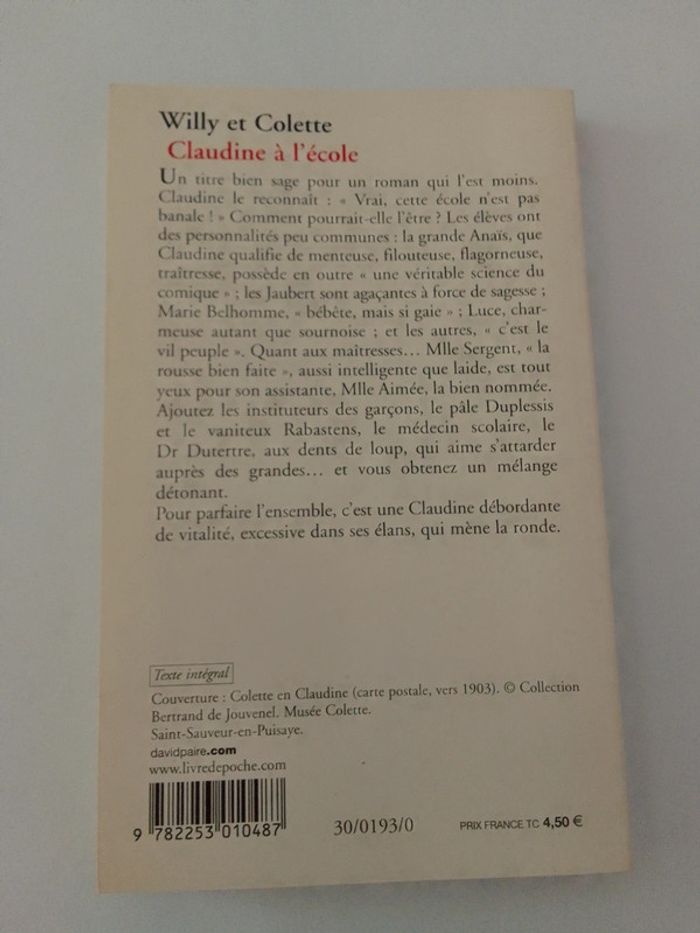 Willy et Colette
Claudine à l'école
Un titre bien sage pour un roman qui l'est moins.
Claudine le reconnaît : « Vrai, cette école n'est pas
banale ! » Comment pourrait-elle l'être ? Les élèves ont
des personnalités peu communes : la grande Anaïs, que
Claudine qualifie de menteuse, filouteuse, flagorneuse,
traîtresse, possède en outre « une véritable science du
comique » ; les Jaubert sont agaçantes à force de sagesse ;
Marie Belhomme, « bébête, mais si gaie » ; Luce, char-
meuse autant que sournoise ; et les autres, « c'est le
vil peuple ». Quant aux maîtresses... Mlle Sergent, « la
rousse bien faite », aussi intelligente que laide, est tout
yeux pour son assistante, Mlle Aimée, la bien nommée.
Ajoutez les instituteurs des garçons, le pâle Duplessis
et le vaniteux Rabastens, le médecin scolaire, le
Dr Dutertre, aux dents de loup, qui aime s'attarder
auprès des grandes... et vous obtenez un mélange
détonant.
Pour parfaire l'ensemble, c'est une Claudine débordante
de vitalité, excessive dans ses élans, qui mène la ronde.
Texte intégral
Couverture : Colette en Claudine (carte postale, vers 1903). © Collection
Bertrand de Jouvenel. Musée Colette.
Saint-Sauveur-en-Puisaye.
davidpaire.com
www.livredepoche.com
9 782253 010487
30/0193/0
PRIX FRANCE TC 4,50 €